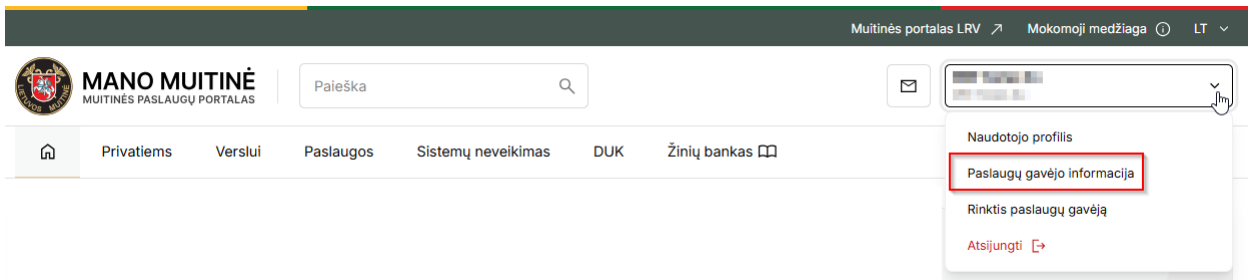 Muitinės portalas LRV
Mokomoji medžiaga
LT
LIETUVOS MUITINĖ
MANO MUITINĖ
MUITINĖS PASLAUGŲ PORTALAS
Paieška
Privatiems
Verslui
Paslaugos
Sistemų neveikimas
DUK
Žinių bankas
Naudotojo profilis
Paslaugų gavėjo informacija
Rinktis paslaugų gavėją
Atsijungti